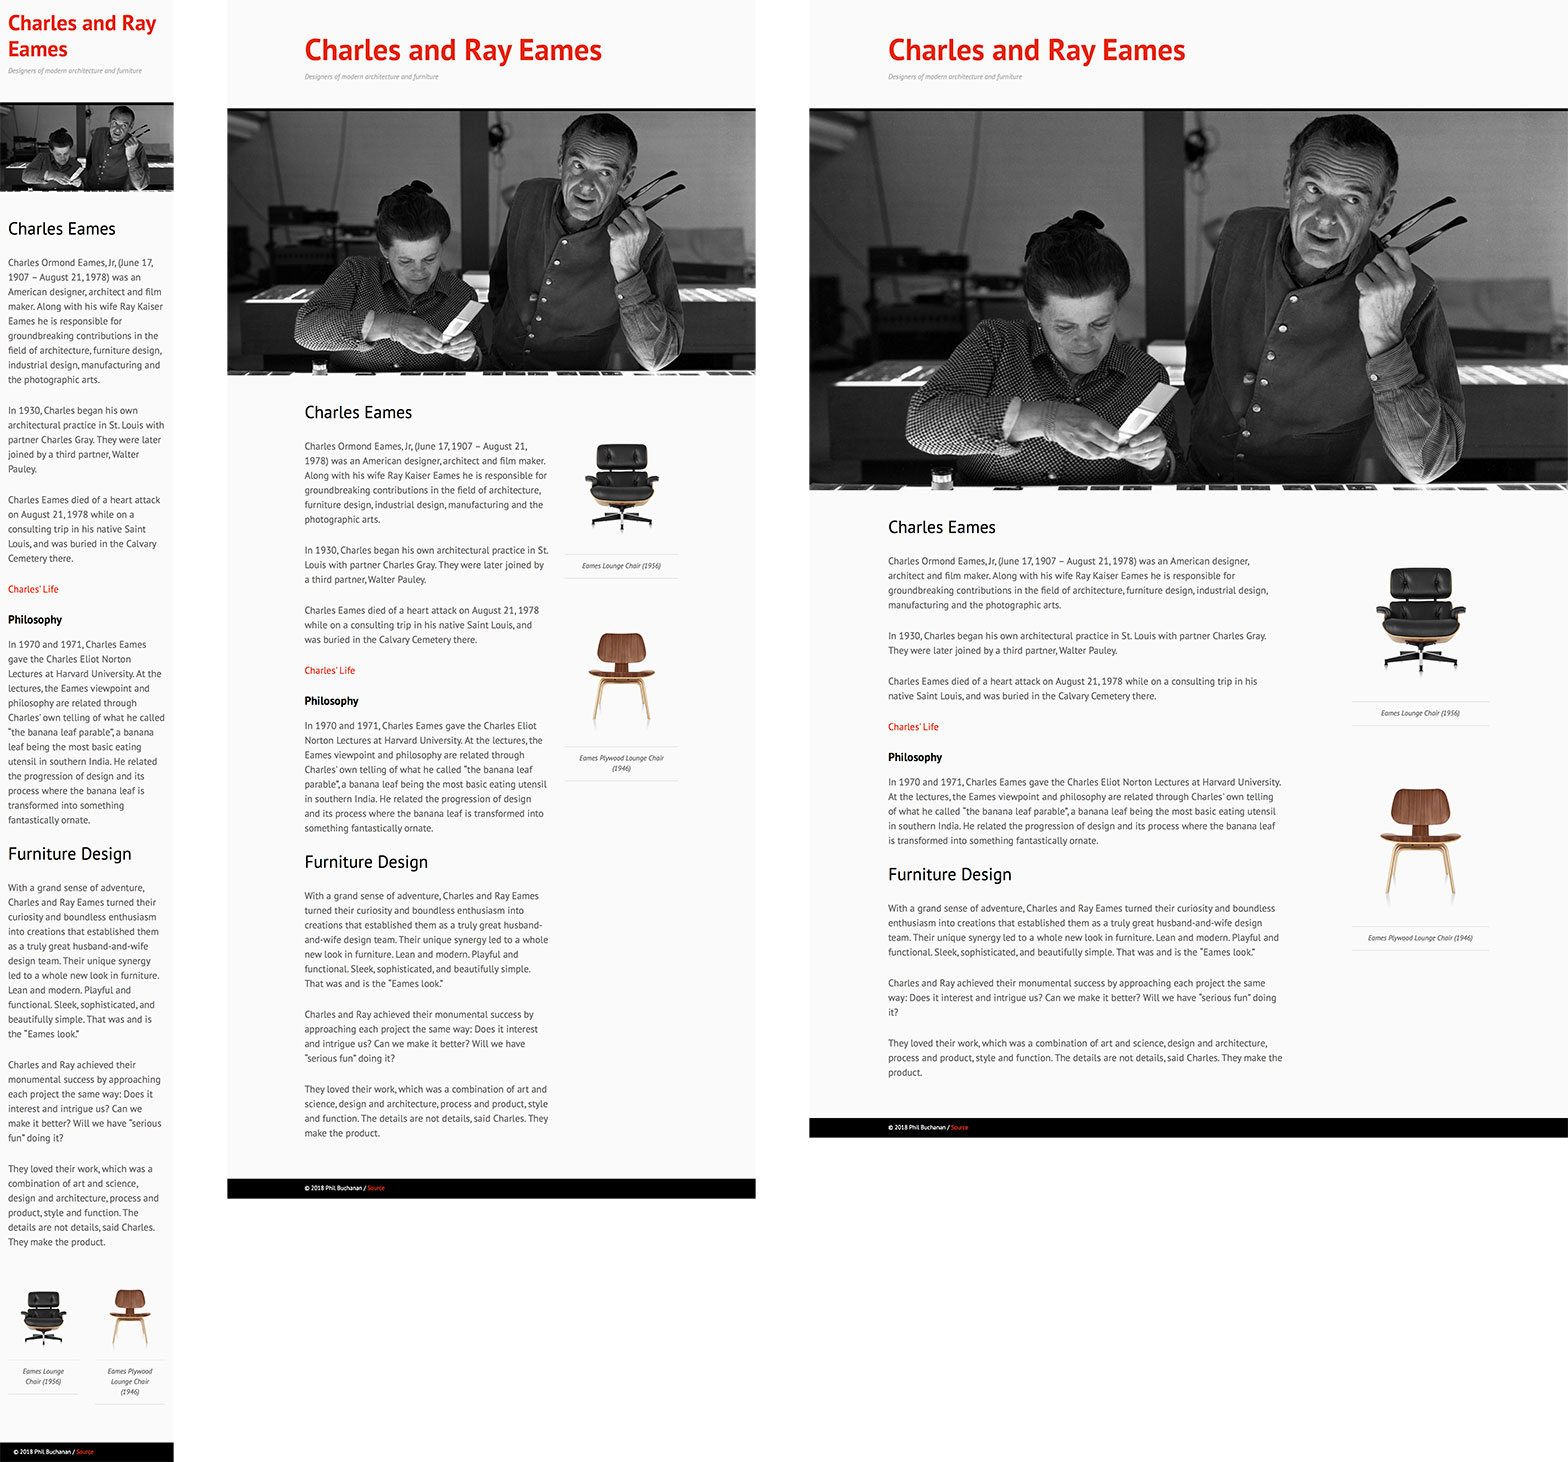 Charles and Ray
Eames
Designers of modern architecture and furniture
Charles Eames
Charles Ormond Eames, Jr, (June 17,
1907 – August 21, 1978) was an
American designer, architect and film
maker. Along with his wife Ray Kaiser
Eames he is responsible for
groundbreaking contributions in the
field of architecture, furniture design,
industrial design, manufacturing and
the photographic arts.
In 1930, Charles began his own
architectural practice in St. Louis with
partner Charles Gray. They were later
joined by a third partner, Walter
Pauley.
Charles Eames died of a heart attack
on August 21, 1978 while on a
consulting trip in his native Saint
Louis, and was buried in the Calvary
Cemetery there.
Charles' Life
Philosophy
In 1970 and 1971, Charles Eames
gave the Charles Eliot Norton
Lectures at Harvard University. At the
lectures, the Eames viewpoint and
philosophy are related through
Charles' own telling of what he called
"the banana leaf parable", a banana
leaf being the most basic eating
utensil in southern India. He related
the progression of design and its
process where the banana leaf is
transformed into something
fantastically ornate.
Furniture Design
With a grand sense of adventure,
Charles and Ray Eames turned their
curiosity and boundless enthusiasm
into creations that established them
as a truly great husband-and-wife
design team. Their unique synergy
led to a whole new look in furniture.
Lean and modern. Playful and
functional. Sleek, sophisticated, and
beautifully simple. That was and is
the "Eames look."
Charles and Ray achieved their
monumental success by approaching
each project the same way: Does it
interest and intrigue us? Can we
make it better? Will we have "serious
fun" doing it?
They loved their work, which was a
combination of art and science,
design and architecture, process and
product, style and function. The
details are not details, said Charles.
They make the product.
Eames Lounge
Chair (1956)
Eames Plywood
Lounge Chair
(1946)
© 2018 Phil Buchanan / Source
Charles and Ray Eames
Designers of modern architecture and furniture
Charles Eames
Charles Ormond Eames, Jr, (June 17, 1907 – August 21,
1978) was an American designer, architect and film maker.
Along with his wife Ray Kaiser Eames he is responsible for
groundbreaking contributions in the field of architecture,
furniture design, industrial design, manufacturing and the
photographic arts.
In 1930, Charles began his own architectural practice in St.
Louis with partner Charles Gray. They were later joined by
a third partner, Walter Pauley.
Charles Eames died of a heart attack on August 21, 1978
while on a consulting trip in his native Saint Louis, and
was buried in the Calvary Cemetery there.
Charles' Life
Philosophy
In 1970 and 1971, Charles Eames gave the Charles Eliot
Norton Lectures at Harvard University. At the lectures, the
Eames viewpoint and philosophy are related through
Charles' own telling of what he called "the banana leaf
parable", a banana leaf being the most basic eating utensil
in southern India. He related the progression of design
and its process where the banana leaf is transformed into
something fantastically ornate.
Furniture Design
With a grand sense of adventure, Charles and Ray Eames
turned their curiosity and boundless enthusiasm into
creations that established them as a truly great husband-
and-wife design team. Their unique synergy led to a whole
new look in furniture. Lean and modern. Playful and
functional. Sleek, sophisticated, and beautifully simple.
That was and is the "Eames look."
Charles and Ray achieved their monumental success by
approaching each project the same way: Does it interest
and intrigue us? Can we make it better? Will we have
"serious fun" doing it?
They loved their work, which was a combination of art and
science, design and architecture, process and product, style
and function. The details are not details, said Charles. They
make the product.
Eames Lounge Chair (1956)
Eames Plywood Lounge Chair
(1946)
© 2018 Phil Buchanan / Source
Charles and Ray Eames
Designers of modern architecture and furniture
Charles Eames
Charles Ormond Eames, Jr, (June 17, 1907 – August 21, 1978) was an American designer,
architect and film maker. Along with his wife Ray Kaiser Eames he is responsible for
groundbreaking contributions in the field of architecture, furniture design, industrial design,
manufacturing and the photographic arts.
In 1930, Charles began his own architectural practice in St. Louis with partner Charles Gray.
They were later joined by a third partner, Walter Pauley.
Charles Eames died of a heart attack on August 21, 1978 while on a consulting trip in his
native Saint Louis, and was buried in the Calvary Cemetery there.
Charles' Life
Philosophy
In 1970 and 1971, Charles Eames gave the Charles Eliot Norton Lectures at Harvard University.
At the lectures, the Eames viewpoint and philosophy are related through Charles' own telling
of what he called "the banana leaf parable", a banana leaf being the most basic eating utensil
in southern India. He related the progression of design and its process where the banana leaf
is transformed into something fantastically ornate.
Furniture Design
With a grand sense of adventure, Charles and Ray Eames turned their curiosity and boundless
enthusiasm into creations that established them as a truly great husband-and-wife design
team. Their unique synergy led to a whole new look in furniture. Lean and modern. Playful and
functional. Sleek, sophisticated, and beautifully simple. That was and is the "Eames look."
Charles and Ray achieved their monumental success by approaching each project the same
way: Does it interest and intrigue us? Can we make it better? Will we have "serious fun" doing
it?
They loved their work, which was a combination of art and science, design and architecture,
process and product, style and function. The details are not details, said Charles. They make the
product.
Eames Lounge Chair (1956)
Eames Plywood Lounge Chair (1946)
© 2018 Phil Buchanan / Source